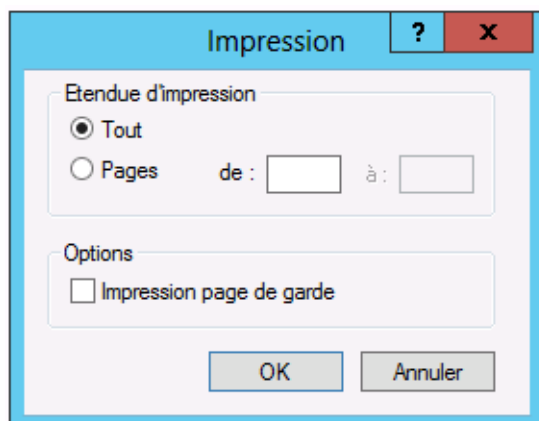 Impression ? x
Etendue d'impression
Tout
Pages de : à :
Options
Impression page de garde
OK Annuler